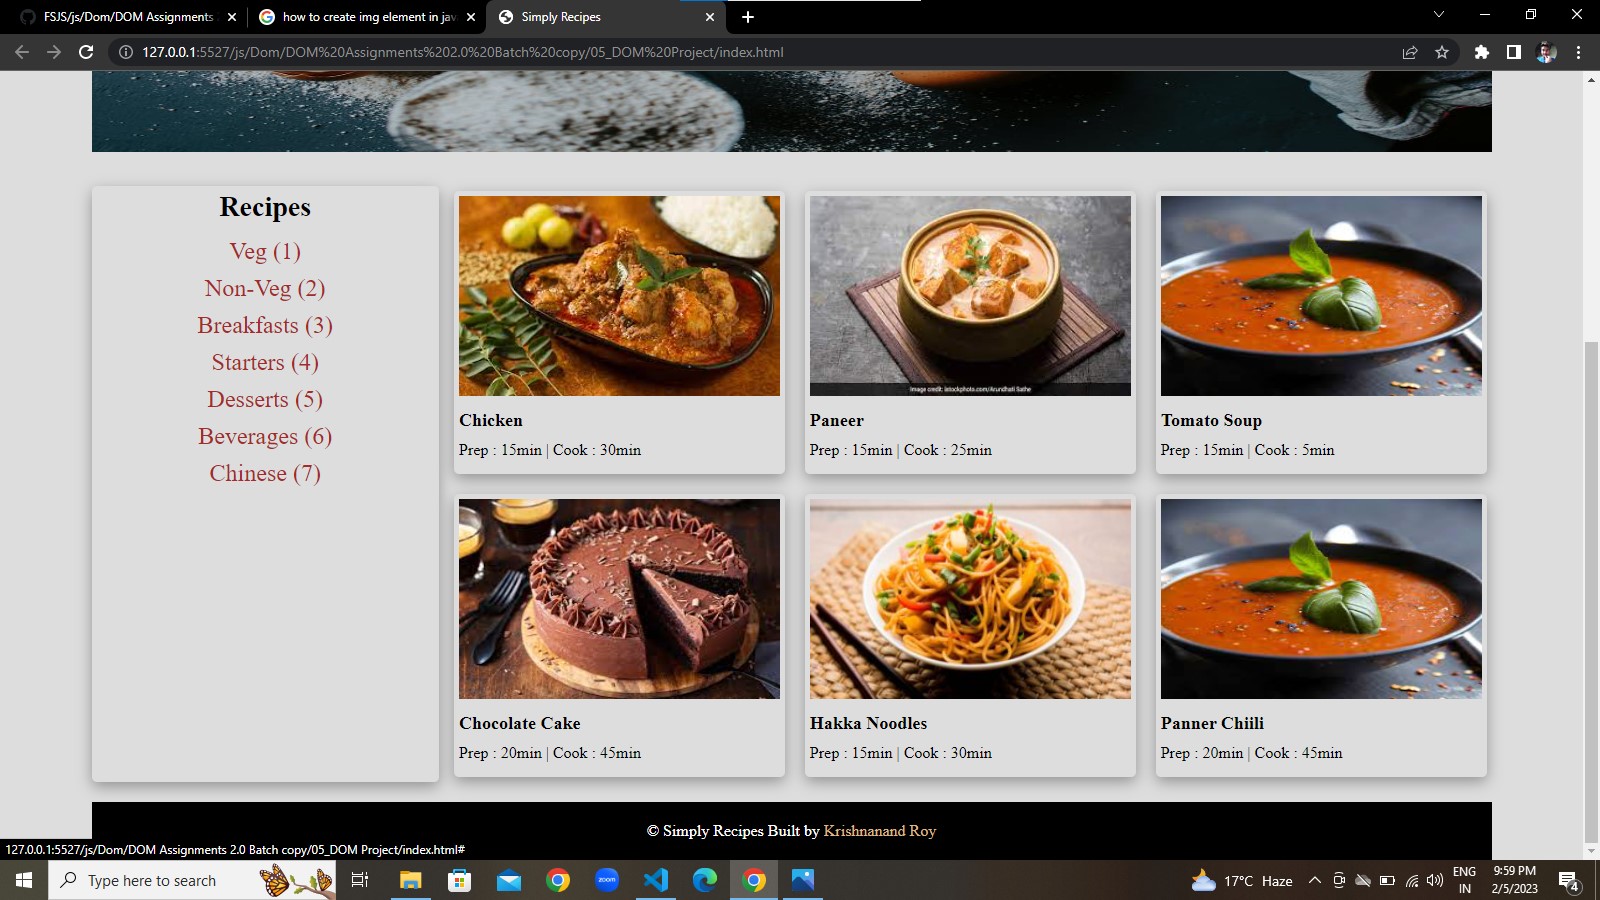 FSJS/js/Dom/DOM Assignments
how to create img element in jav
Simply Recipes
127.0.0.1:5527/js/Dom/DOM%20Assignments%202.0%20Batch%20copy/05_DOM%20Project/index.html
Recipes
Veg (1)
Non-Veg (2)
Breakfasts (3)
Starters (4)
Desserts (5)
Beverages (6)
Chinese (7)
Image credit: istockphoto.com/Arundhati Sathe
Chicken
Prep : 15min | Cook : 30min
Paneer
Prep : 15min | Cook : 25min
Tomato Soup
Prep : 15min | Cook : 5min
Chocolate Cake
Prep : 20min | Cook : 45min
Hakka Noodles
Prep : 15min | Cook : 30min
Panner Chiili
Prep : 20min | Cook : 45min
© Simply Recipes Built by Krishnanand Roy
127.0.0.1:5527/js/Dom/DOM Assignments 2.0 Batch copy/05_DOM Project/index.html#
Type here to search
zoom
17°C Haze
ENG
IN
9:59 PM
2/5/2023
4